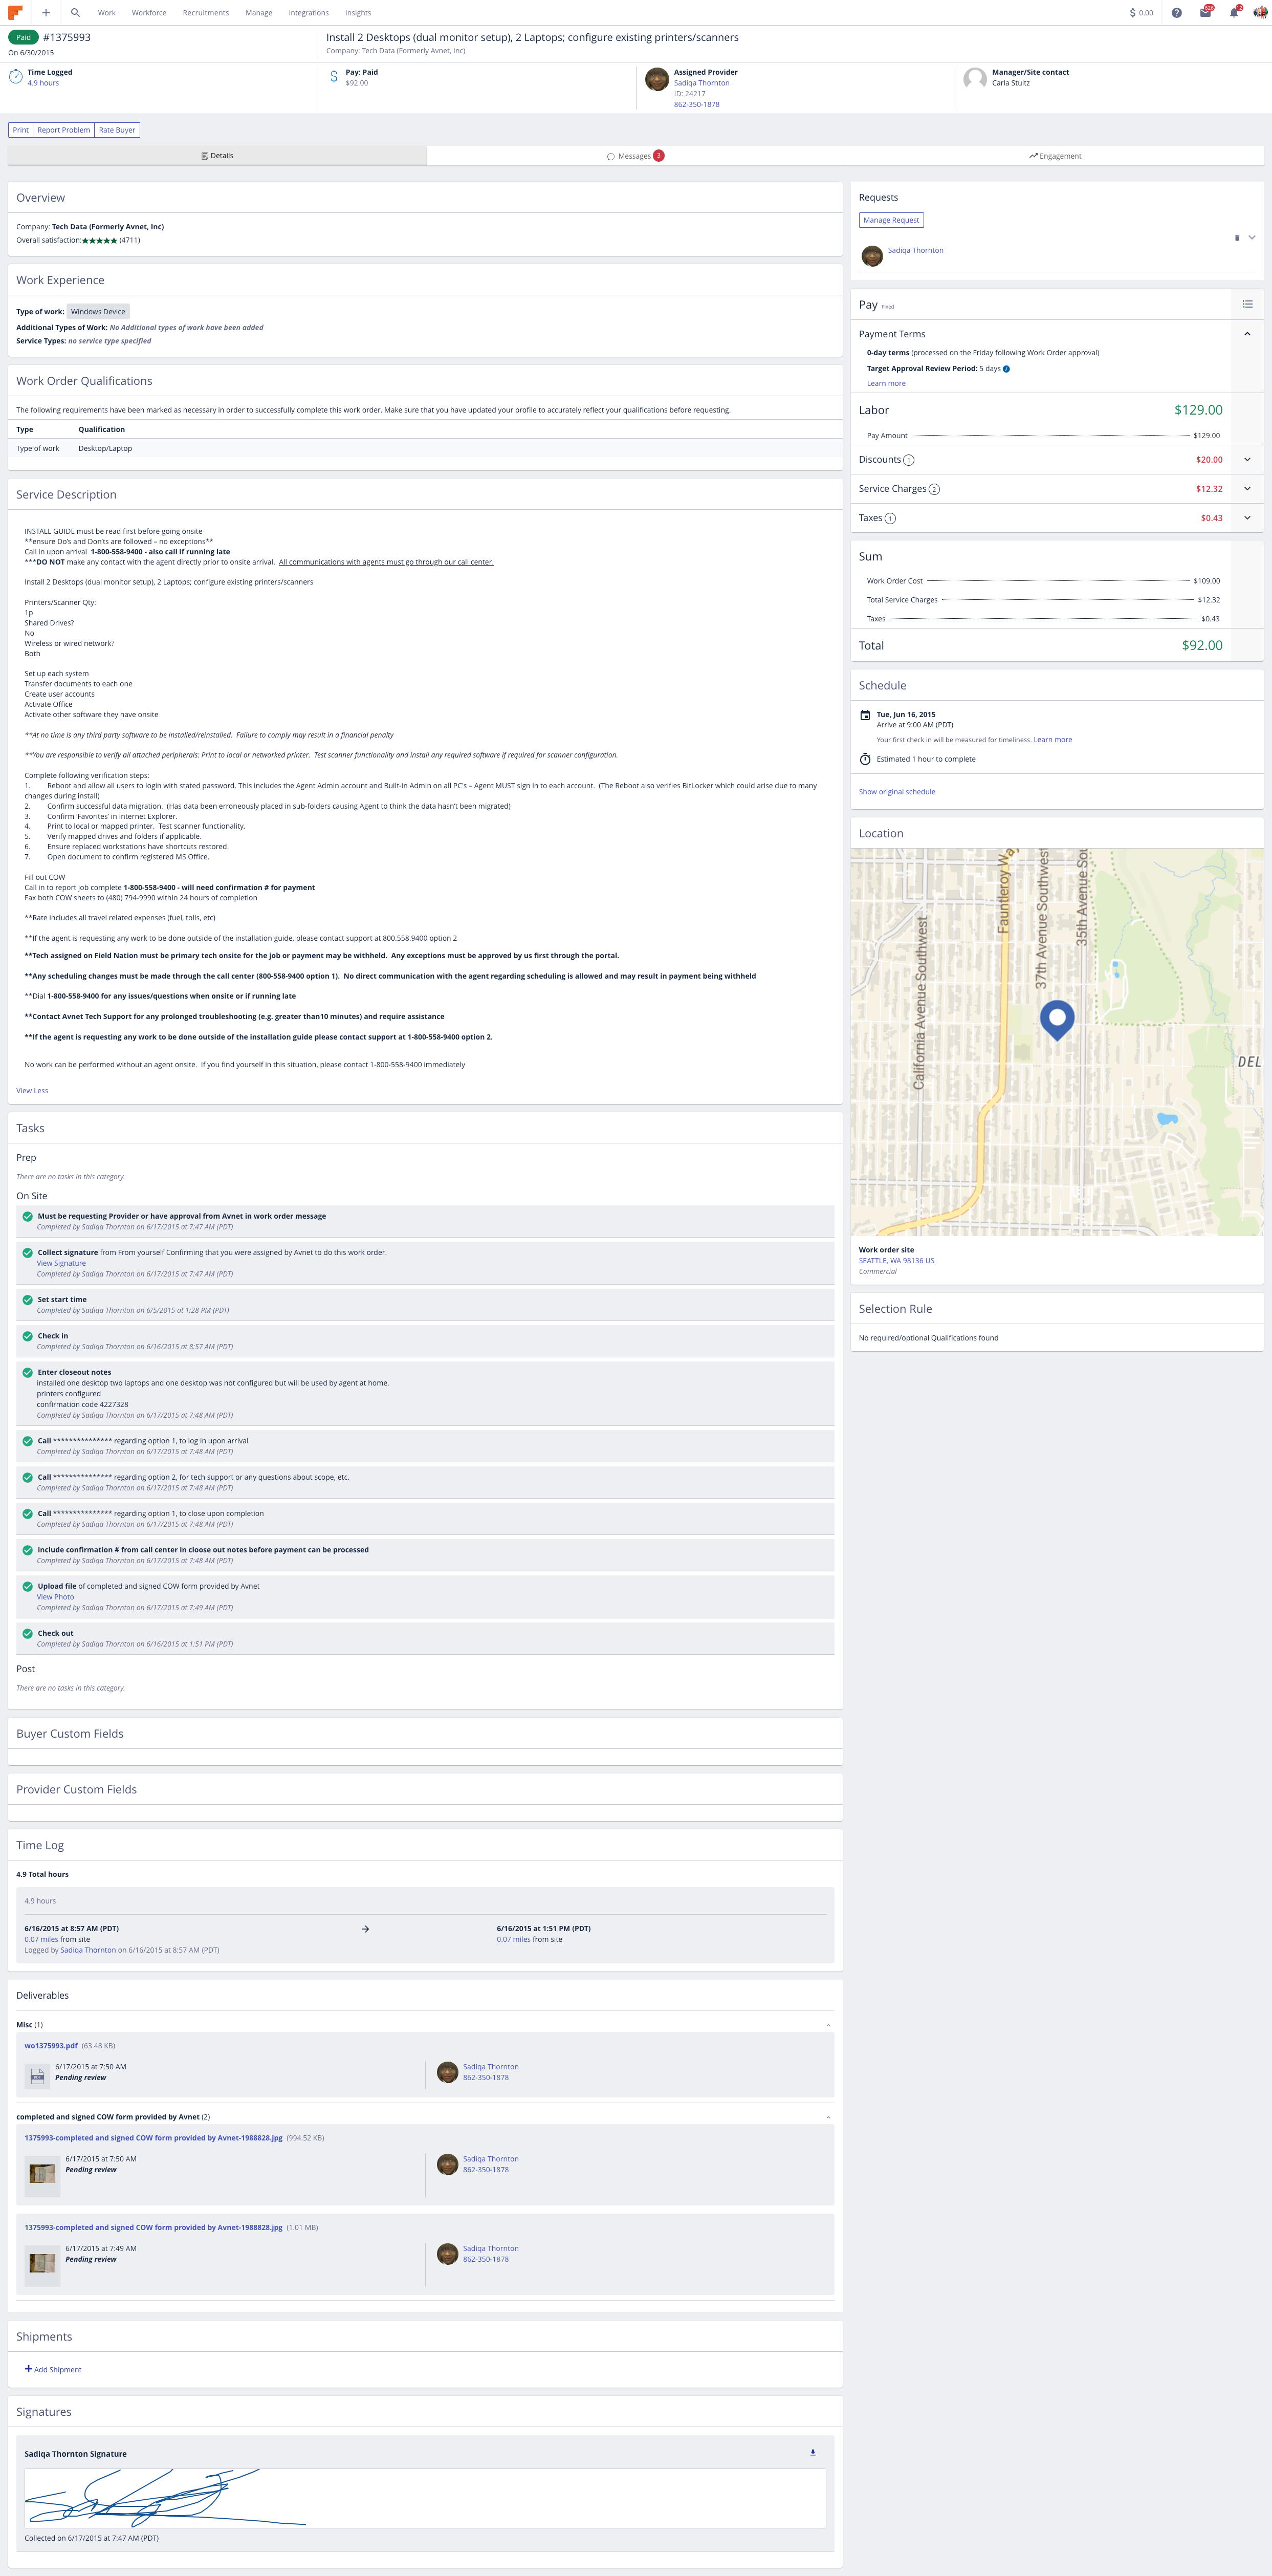 Work Workforce Recruitments Manage Integrations Insights
0.00
Paid #1375993
On 6/30/2015
Install 2 Desktops (dual monitor setup), 2 Laptops; configure existing printers/scanners
Company: Tech Data (Formerly Avnet, Inc)
Time Logged
4.9 hours
Pay: Paid
$92.00
Assigned Provider
Sadiqa Thornton
ID: 24217
862-350-1878
Manager/Site contact
Carla Stultz
Print Report Problem Rate Buyer
Details
Messages 3
Engagement
Overview
Company: Tech Data (Formerly Avnet, Inc)
Overall satisfaction:★★★★★ (4711)
Work Experience
Type of work: Windows Device
Additional Types of Work: No Additional types of work have been added
Service Types: no service type specified
Work Order Qualifications
The following requirements have been marked as necessary in order to successfully complete this work order. Make sure that you have updated your profile to accurately reflect your qualifications before requesting.
Type Qualification
Type of work Desktop/Laptop
Service Description
INSTALL GUIDE must be read first before going onsite
**ensure Do's and Don'ts are followed – no exceptions**
Call in upon arrival 1-800-558-9400 - also call if running late
***DO NOT make any contact with the agent directly prior to onsite arrival. All communications with agents must go through our call center.
Install 2 Desktops (dual monitor setup), 2 Laptops; configure existing printers/scanners
Printers/Scanner Qty:
1p
Shared Drives?
No
Wireless or wired network?
Both
Set up each system
Transfer documents to each one
Create user accounts
Activate Office
Activate other software they have onsite
**At no time is any third party software to be installed/reinstalled. Failure to comply may result in a financial penalty
**You are responsible to verify all attached peripherals: Print to local or networked printer. Test scanner functionality and install any required software if required for scanner configuration.
Complete following verification steps:
1. Reboot and allow all users to login with stated password. This includes the Agent Admin account and Built-in Admin on all PC's – Agent MUST sign in to each account. (The Reboot also verifies BitLocker which could arise due to many
changes during install)
2. Confirm successful data migration. (Has data been erroneously placed in sub-folders causing Agent to think the data hasn't been migrated)
3. Confirm 'Favorites' in Internet Explorer.
4. Print to local or mapped printer. Test scanner functionality.
5. Verify mapped drives and folders if applicable.
6. Ensure replaced workstations have shortcuts restored.
7. Open document to confirm registered MS Office.
Fill out COW
Call in to report job complete 1-800-558-9400 - will need confirmation # for payment
Fax both COW sheets to (480) 794-9990 within 24 hours of completion
**Rate includes all travel related expenses (fuel, tolls, etc)
**If the agent is requesting any work to be done outside of the installation guide, please contact support at 800.558.9400 option 2
**Tech assigned on Field Nation must be primary tech onsite for the job or payment may be withheld. Any exceptions must be approved by us first through the portal.
**Any scheduling changes must be made through the call center (800-558-9400 option 1). No direct communication with the agent regarding scheduling is allowed and may result in payment being withheld
**Dial 1-800-558-9400 for any issues/questions when onsite or if running late
**Contact Avnet Tech Support for any prolonged troubleshooting (e.g. greater than10 minutes) and require assistance
**If the agent is requesting any work to be done outside of the installation guide please contact support at 1-800-558-9400 option 2.
No work can be performed without an agent onsite. If you find yourself in this situation, please contact 1-800-558-9400 immediately
View Less
Tasks
Prep
There are no tasks in this category.
On Site
Must be requesting Provider or have approval from Avnet in work order message
Completed by Sadiqa Thornton on 6/17/2015 at 7:47 AM (PDT)
Collect signature from From yourself Confirming that you were assigned by Avnet to do this work order.
View Signature
Completed by Sadiqa Thornton on 6/17/2015 at 7:47 AM (PDT)
Set start time
Completed by Sadiqa Thornton on 6/5/2015 at 1:28 PM (PDT)
Check in
Completed by Sadiqa Thornton on 6/16/2015 at 8:57 AM (PDT)
Enter closeout notes
installed one desktop two laptops and one desktop was not configured but will be used by agent at home.
printers configured
confirmation code 4227328
Completed by Sadiqa Thornton on 6/17/2015 at 7:48 AM (PDT)
Call *************** regarding option 1, to log in upon arrival
Completed by Sadiqa Thornton on 6/17/2015 at 7:48 AM (PDT)
Call *************** regarding option 2, for tech support or any questions about scope, etc.
Completed by Sadiqa Thornton on 6/17/2015 at 7:48 AM (PDT)
Call *************** regarding option 1, to close upon completion
Completed by Sadiqa Thornton on 6/17/2015 at 7:48 AM (PDT)
include confirmation # from call center in cloose out notes before payment can be processed
Completed by Sadiqa Thornton on 6/17/2015 at 7:48 AM (PDT)
Upload file of completed and signed COW form provided by Avnet
View Photo
Completed by Sadiqa Thornton on 6/17/2015 at 7:49 AM (PDT)
Check out
Completed by Sadiqa Thornton on 6/16/2015 at 1:51 PM (PDT)
Post
There are no tasks in this category.
Buyer Custom Fields
Provider Custom Fields
Time Log
4.9 Total hours
4.9 hours
6/16/2015 at 8:57 AM (PDT) → 6/16/2015 at 1:51 PM (PDT)
0.07 miles from site 0.07 miles from site
Logged by Sadiqa Thornton on 6/16/2015 at 8:57 AM (PDT)
Deliverables
Misc (1)
wo1375993.pdf (63.48 KB)
PDF
6/17/2015 at 7:50 AM
Pending review
Sadiqa Thornton
862-350-1878
completed and signed COW form provided by Avnet (2)
1375993-completed and signed COW form provided by Avnet-1988828.jpg (994.52 KB)
6/17/2015 at 7:50 AM
Pending review
Sadiqa Thornton
862-350-1878
1375993-completed and signed COW form provided by Avnet-1988828.jpg (1.01 MB)
6/17/2015 at 7:49 AM
Pending review
Sadiqa Thornton
862-350-1878
Shipments
Add Shipment
Signatures
Sadiqa Thornton Signature
Collected on 6/17/2015 at 7:47 AM (PDT)
Requests
Manage Request
Sadiqa Thornton
Pay Fixed
Payment Terms
0-day terms (processed on the Friday following Work Order approval)
Target Approval Review Period: 5 days
Learn more
Labor $129.00
Pay Amount $129.00
Discounts 1 $20.00
Service Charges 2 $12.32
Taxes 1 $0.43
Sum
Work Order Cost $109.00
Total Service Charges $12.32
Taxes $0.43
Total $92.00
Schedule
Tue, Jun 16, 2015
Arrive at 9:00 AM (PDT)
Your first check in will be measured for timeliness. Learn more
Estimated 1 hour to complete
Show original schedule
Location
California Avenue Southwest
Fauntleroy Wa
37th Avenue Southwest
35th Avenue Sou
DEL
Work order site
SEATTLE, WA 98136 US
Commercial
Selection Rule
No required/optional Qualifications found